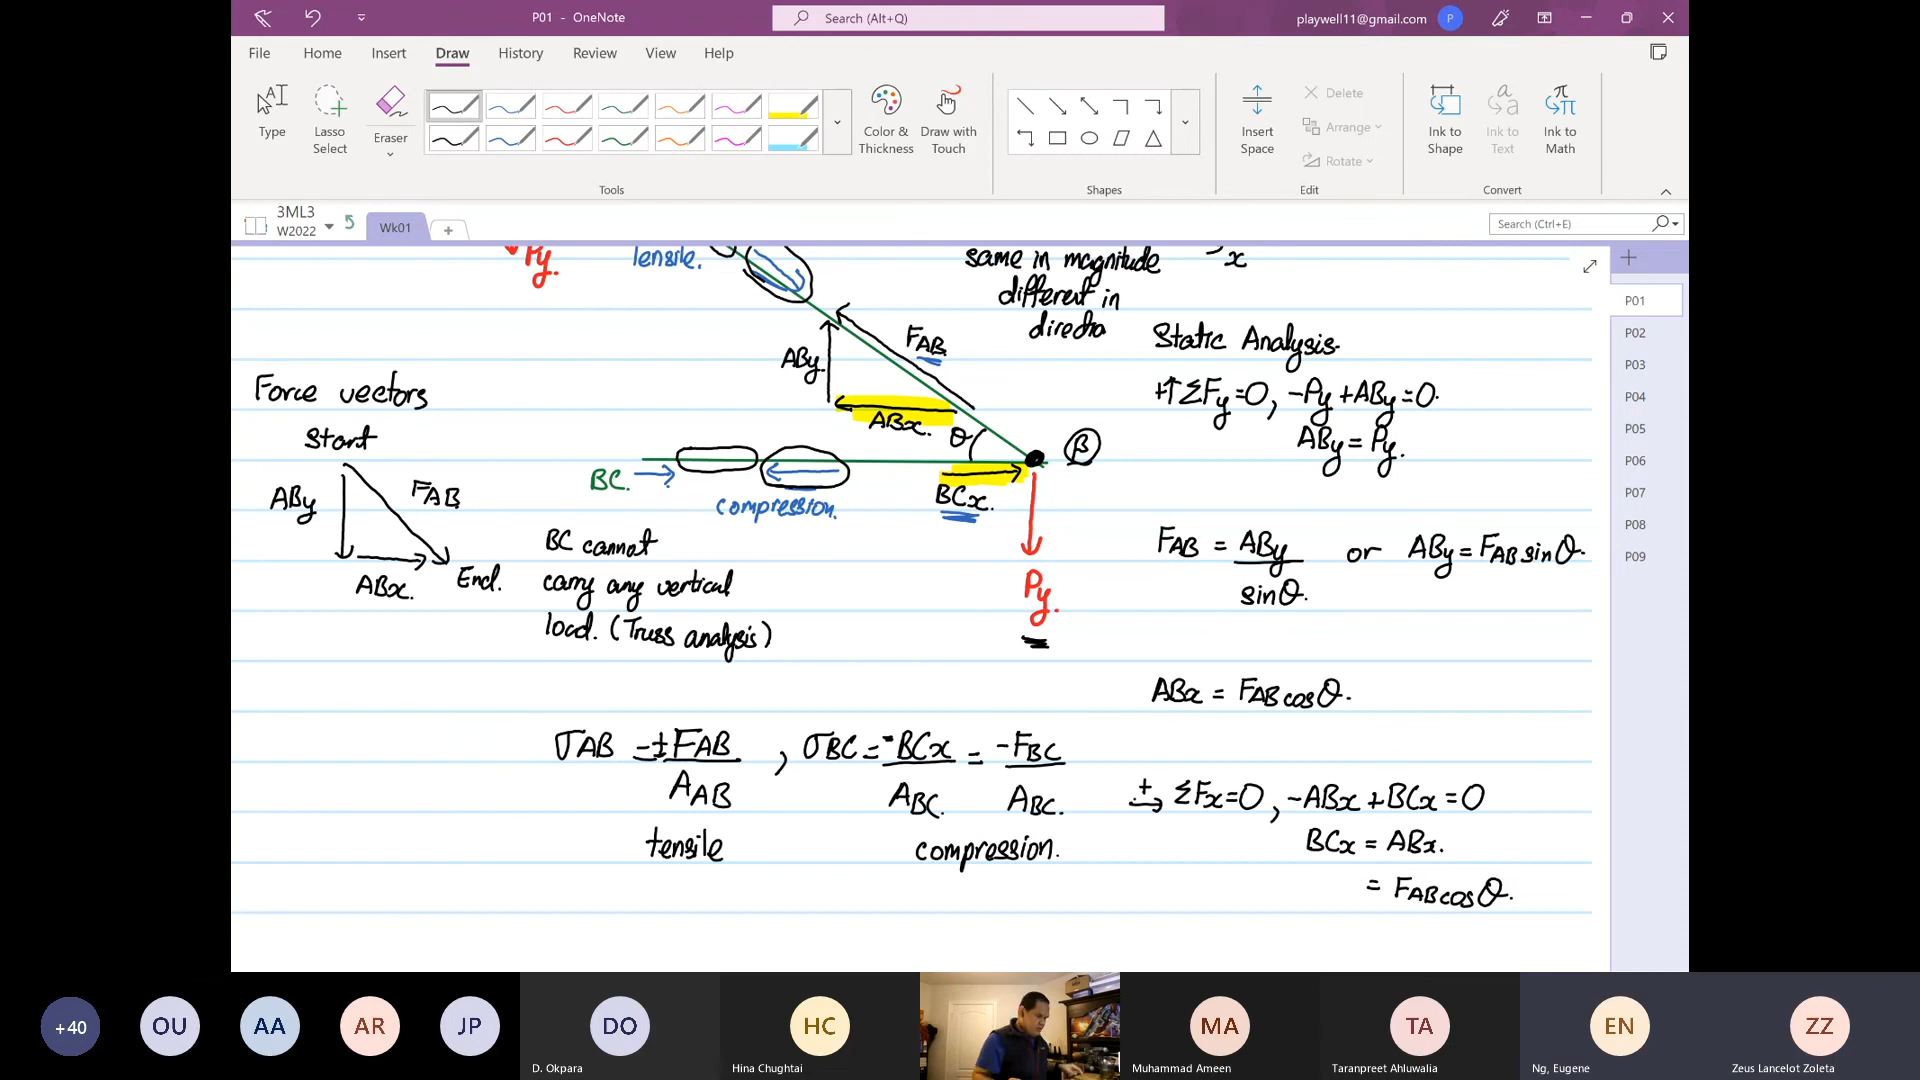 P01 - OneNote
Search (Alt+Q)
playwell11@gmail.com
P
File Home Insert Draw History Review View Help
Type
Lasso Select
Eraser
Color & Thickness
Draw with Touch
Insert Space
Delete
Arrange
Rotate
Ink to Shape
Ink to Text
Ink to Math
Tools Shapes Edit Convert
3ML3
W2022
Wk01
Search (Ctrl+E)
P01
P02
P03
P04
P05
P06
P07
P08
P09
Py.
tensile.
same in magnitude
different in
directio
x
FAB
ABy.
ABx.
θ
B
BC.
compression.
BCx.
Py.
Force vectors
Start
ABy
FAB
ABx.
End.
BC cannot
carry any vertical
load. (Truss analysis)
Static Analysis.
+↑ΣFy=0, -Py+ABy=0.
ABy = Py.
FAB = ABy / sinθ. or ABy = FAB sinθ.
ABx = FAB cosθ.
σAB = ± FAB / AAB , σBC = -BCx / ABC. = -FBC / ABC.
tensile
compression.
+→ ΣFx=0, -ABx+BCx=0
BCx = ABx.
= FAB cosθ.
+40
OU
AA
AR
JP
DO
D. Okpara
HC
Hina Chughtai
MA
Muhammad Ameen
TA
Taranpreet Ahluwalia
EN
Ng, Eugene
ZZ
Zeus Lancelot Zoleta